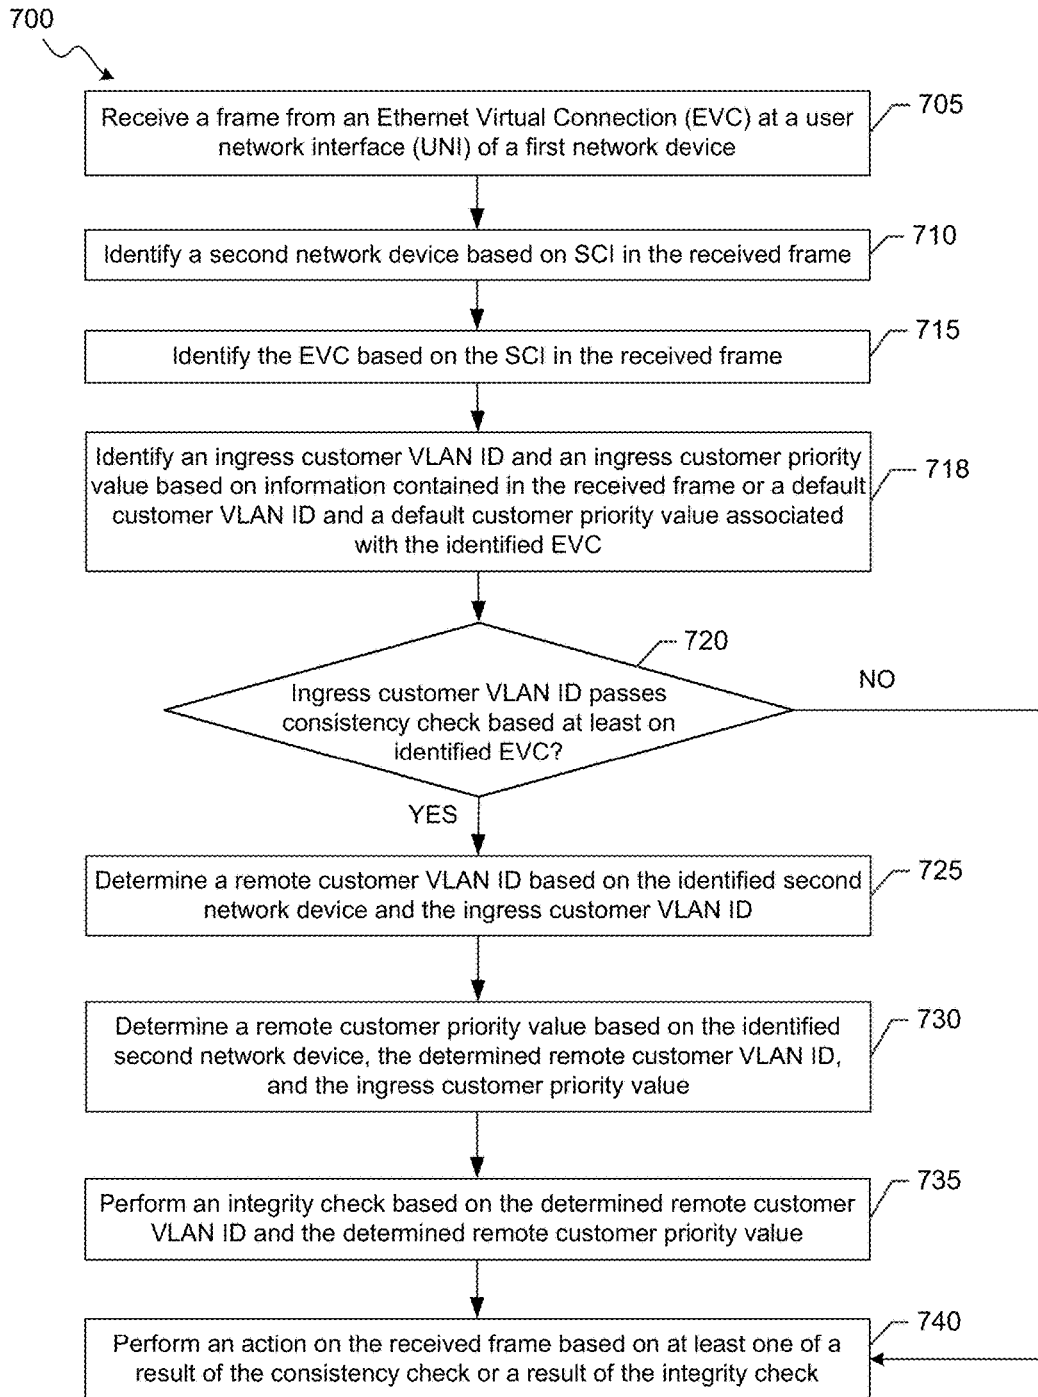 700
Receive a frame from an Ethernet Virtual Connection (EVC) at a user
network interface (UNI) of a first network device
705
Identify a second network device based on SCI in the received frame
710
Identify the EVC based on the SCI in the received frame
715
Identify an ingress customer VLAN ID and an ingress customer priority
value based on information contained in the received frame or a default
customer VLAN ID and a default customer priority value associated
with the identified EVC
718
720
Ingress customer VLAN ID passes
consistency check based at least on
identified EVC?
NO
YES
Determine a remote customer VLAN ID based on the identified second
network device and the ingress customer VLAN ID
725
Determine a remote customer priority value based on the identified
second network device, the determined remote customer VLAN ID,
and the ingress customer priority value
730
Perform an integrity check based on the determined remote customer
VLAN ID and the determined remote customer priority value
735
Perform an action on the received frame based on at least one of a
result of the consistency check or a result of the integrity check
740